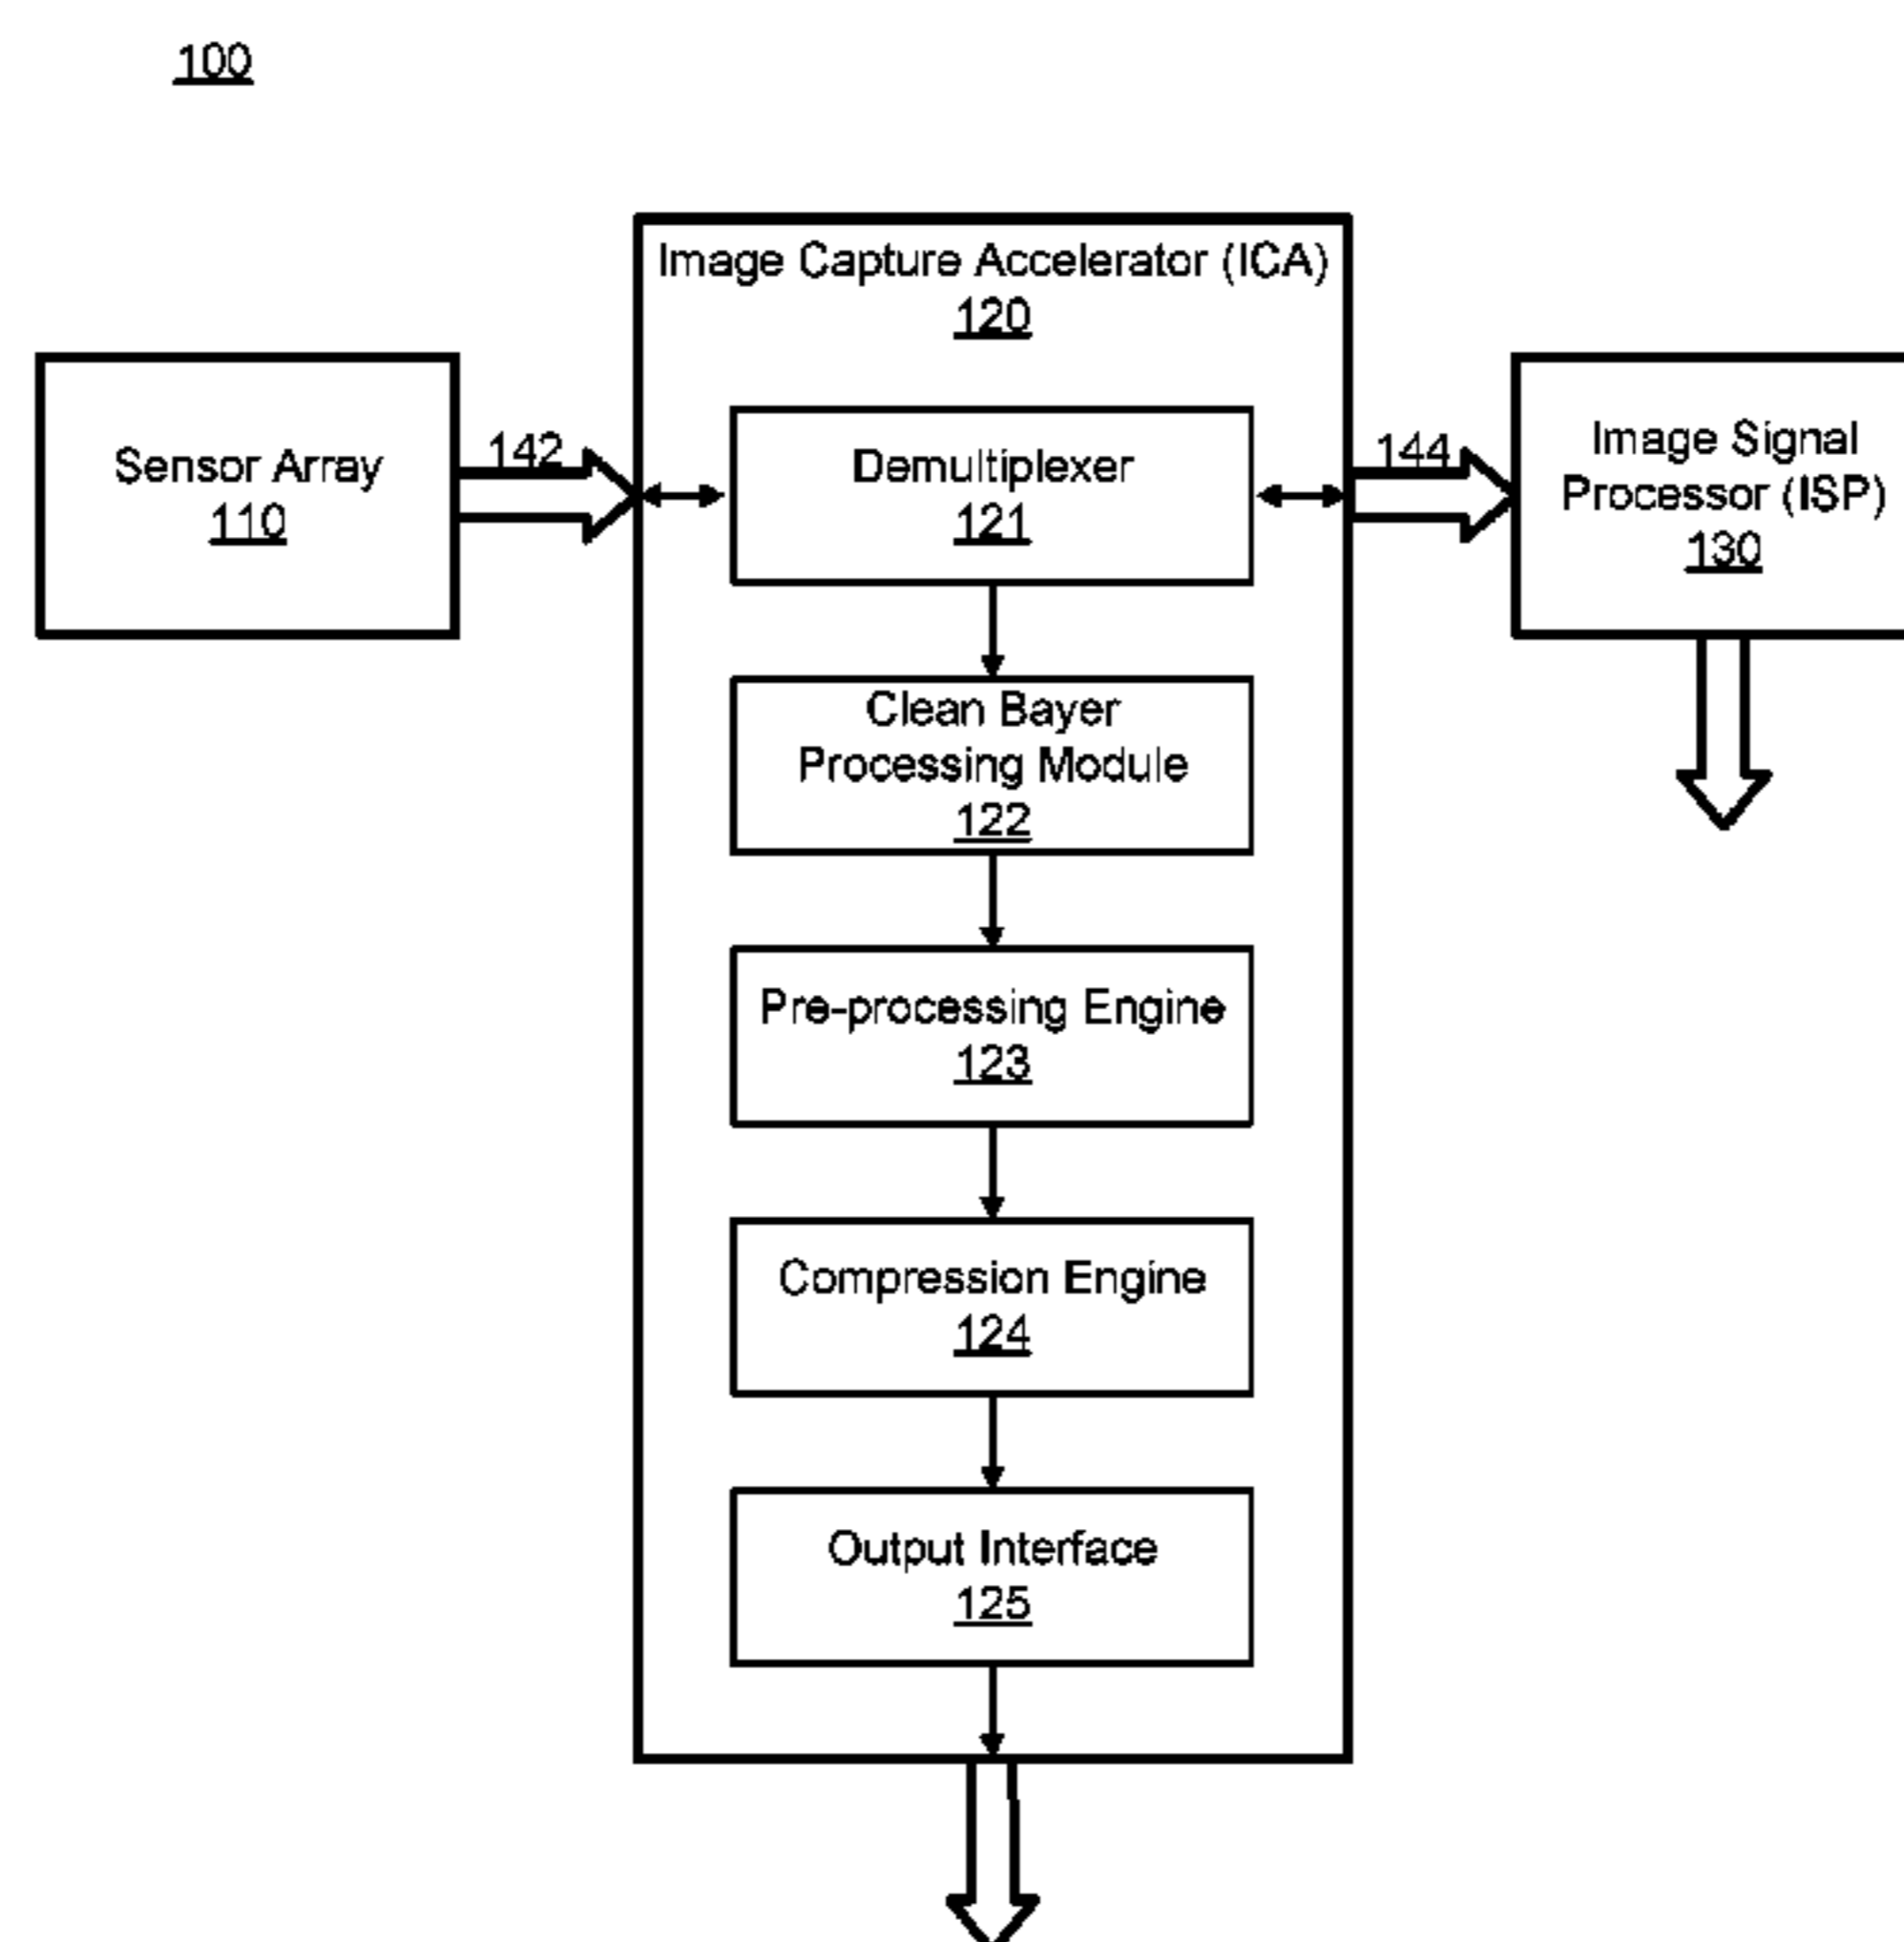 100
Image Capture Accelerator (ICA)
120
Sensor Array
110
142
Demultiplexer
121
144
Image Signal
Processor (ISP)
130
Clean Bayer
Processing Module
122
Pre-processing Engine
123
Compression Engine
124
Output Interface
125